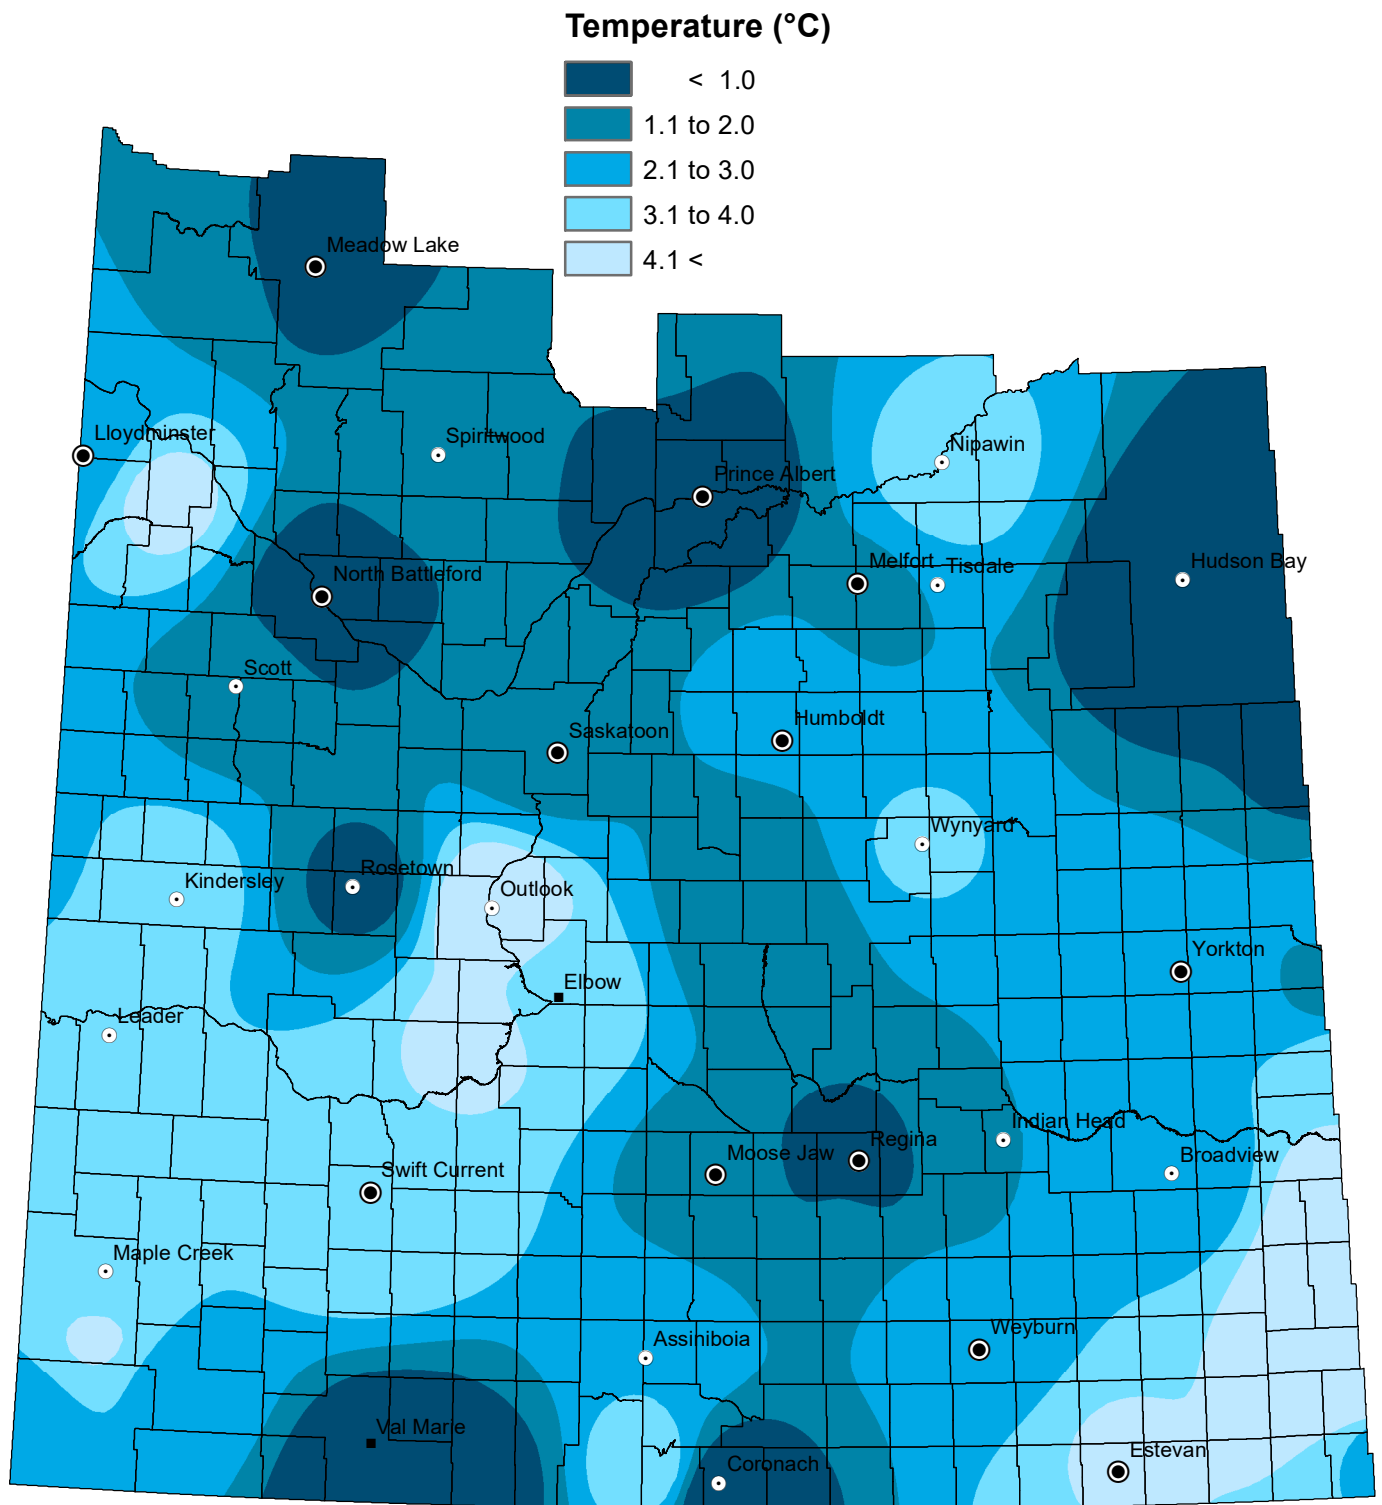 Temperature (°C)
< 1.0
1.1 to 2.0
2.1 to 3.0
3.1 to 4.0
4.1 <
Meadow Lake
Lloydminster
Spiritwood
Nipawin
Prince Albert
Hudson Bay
Melfort
Tisdale
North Battleford
Scott
Humboldt
Saskatoon
Wynyard
Rosetown
Kindersley
Outlook
Yorkton
Elbow
Leader
Indian Head
Regina
Moose Jaw
Broadview
Swift Current
Maple Creek
Weyburn
Assiniboia
Val Marie
Estevan
Coronach